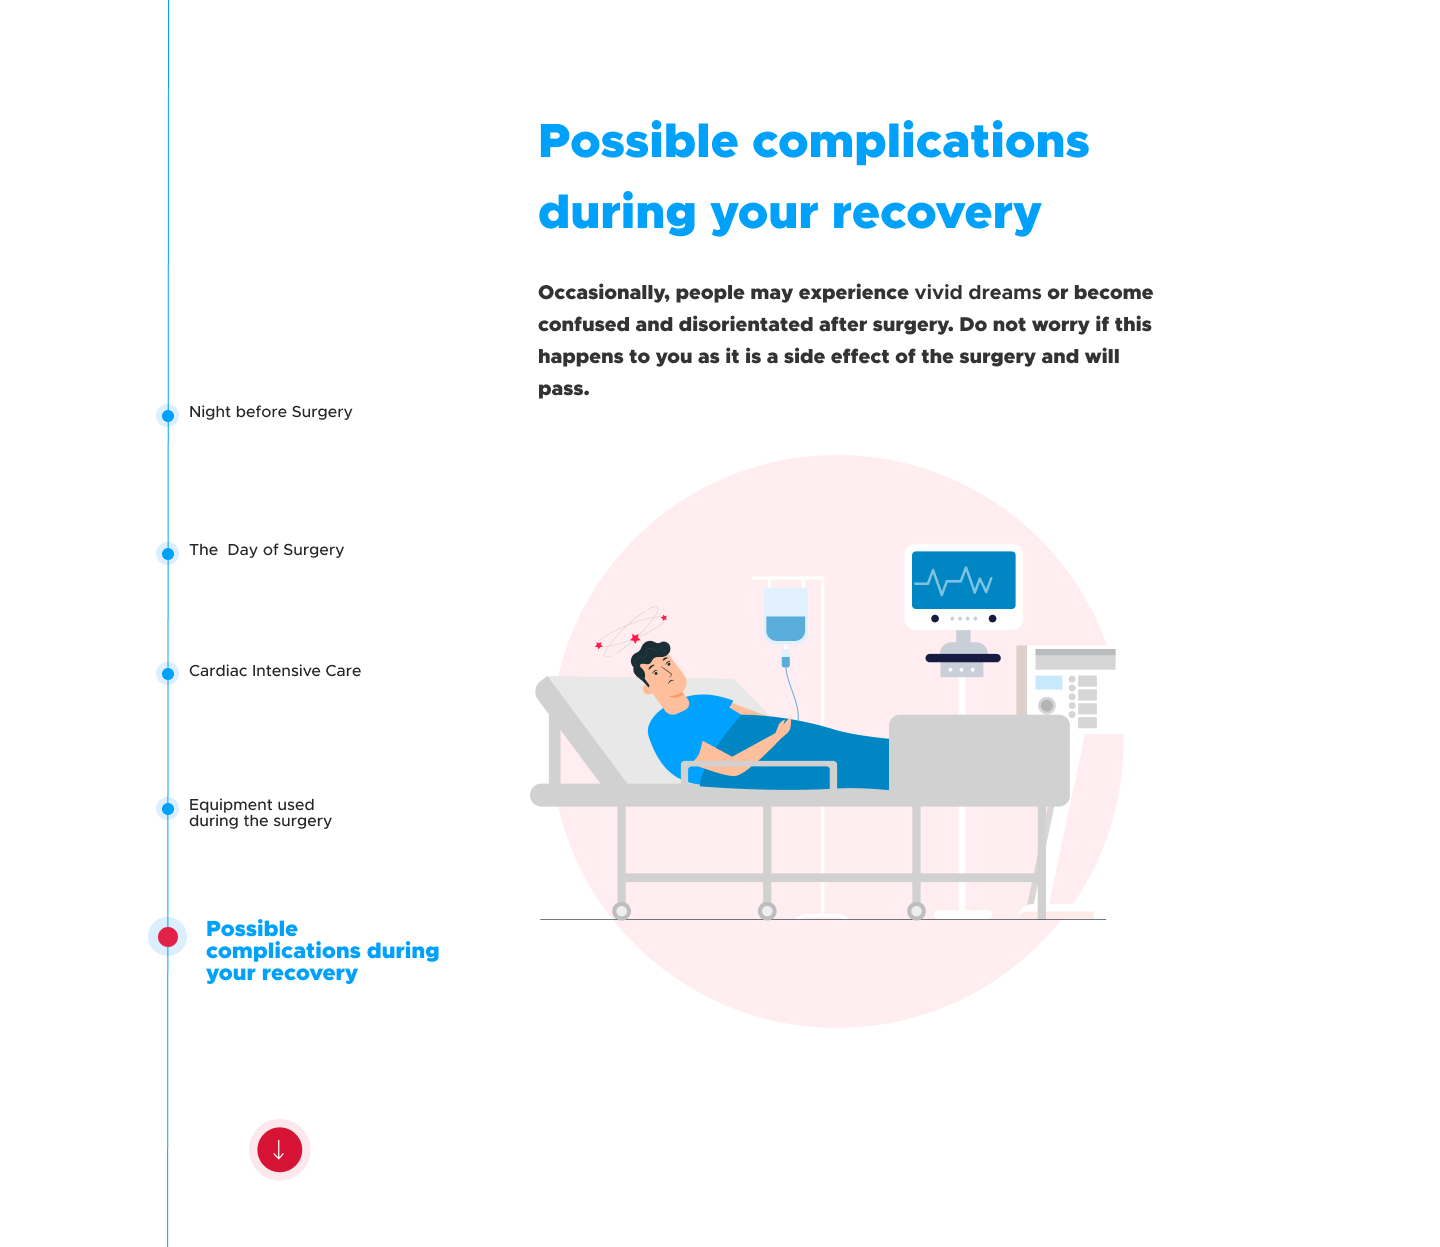 Possible complications
during your recovery
Occasionally, people may experience vivid dreams or become
confused and disorientated after surgery. Do not worry if this
happens to you as it is a side effect of the surgery and will
pass.
Night before Surgery
The  Day of Surgery
Cardiac Intensive Care
Equipment used
during the surgery
Possible
complications during
your recovery